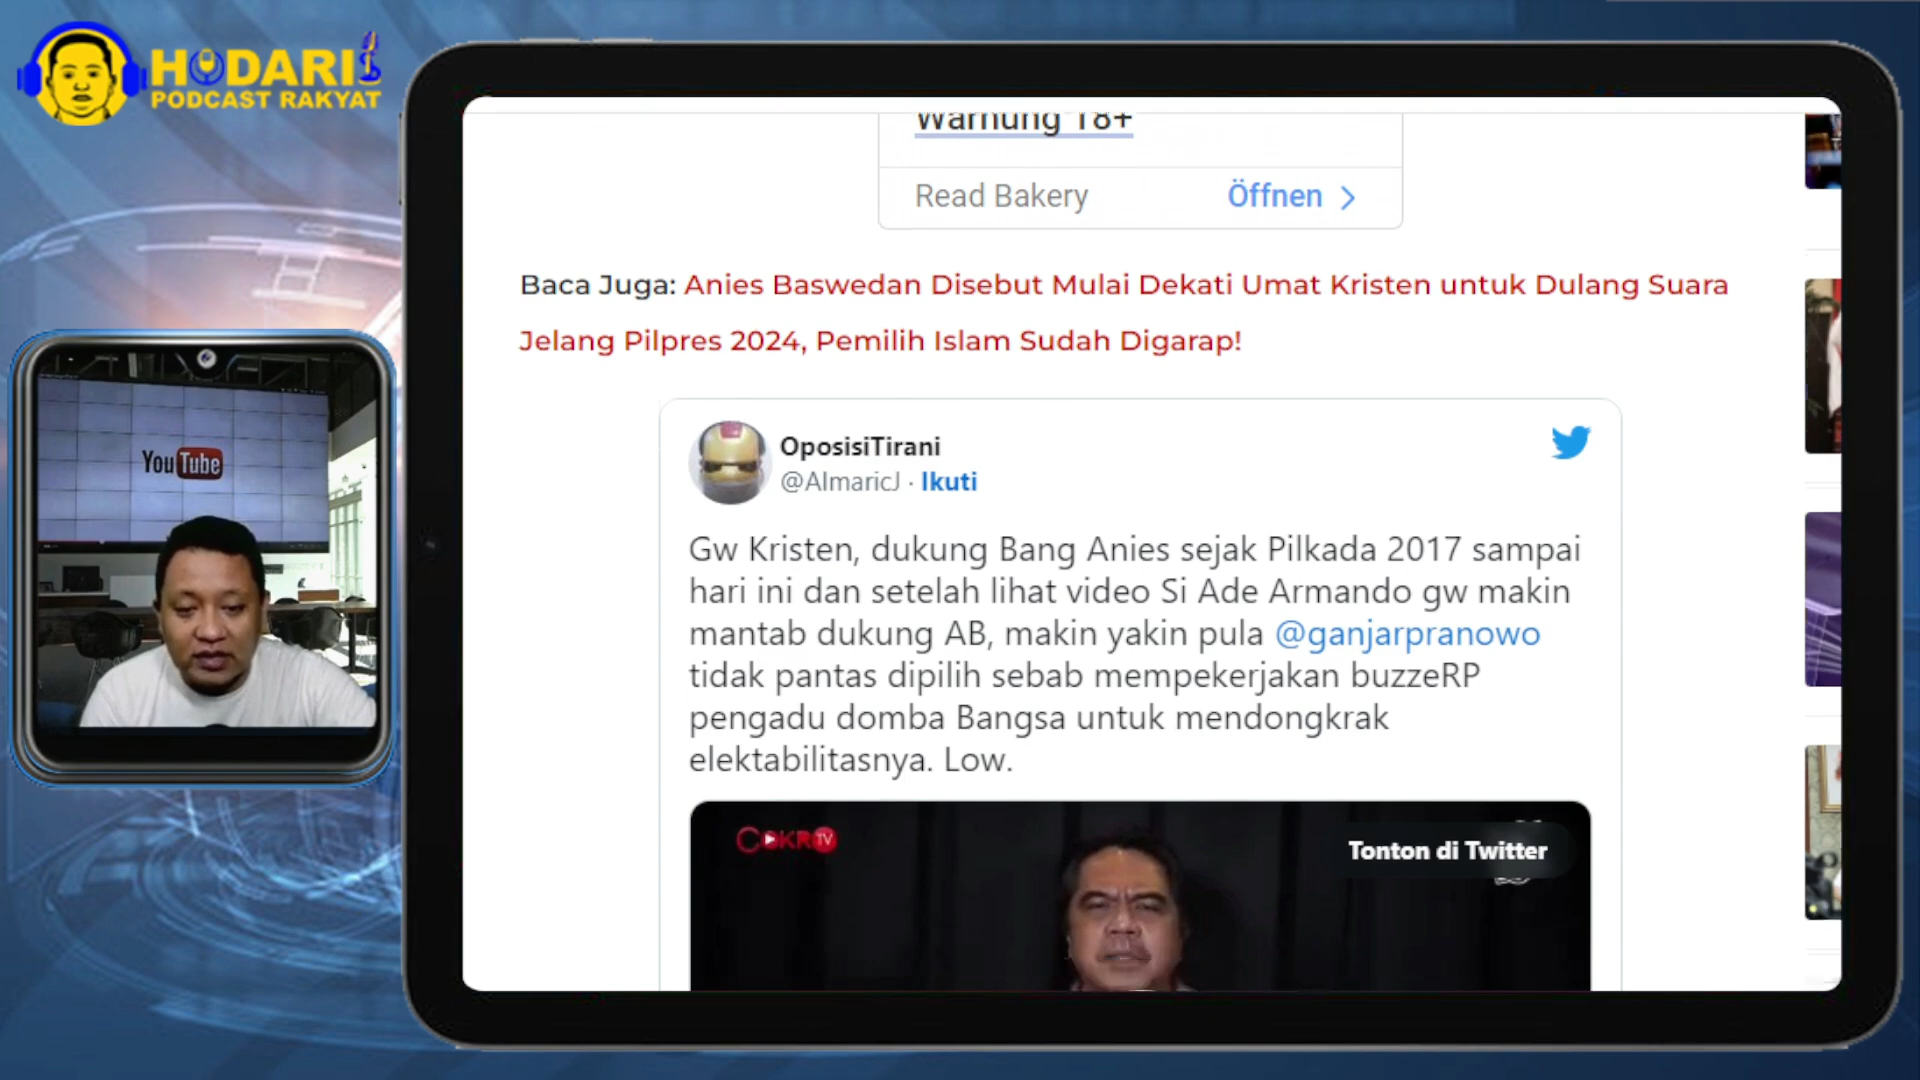 HODARI
PODCAST RAKYAT
YouTube
Warnung 18+
Read Bakery
Öffnen
Baca Juga: Anies Baswedan Disebut Mulai Dekati Umat Kristen untuk Dulang Suara
Jelang Pilpres 2024, Pemilih Islam Sudah Digarap!
OposisiTirani
@AlmaricJ · Ikuti
Gw Kristen, dukung Bang Anies sejak Pilkada 2017 sampai
hari ini dan setelah lihat video Si Ade Armando gw makin
mantab dukung AB, makin yakin pula @ganjarpranowo
tidak pantas dipilih sebab mempekerjakan buzzeRP
pengadu domba Bangsa untuk mendongkrak
elektabilitasnya. Low.
COKRO TV
Tonton di Twitter